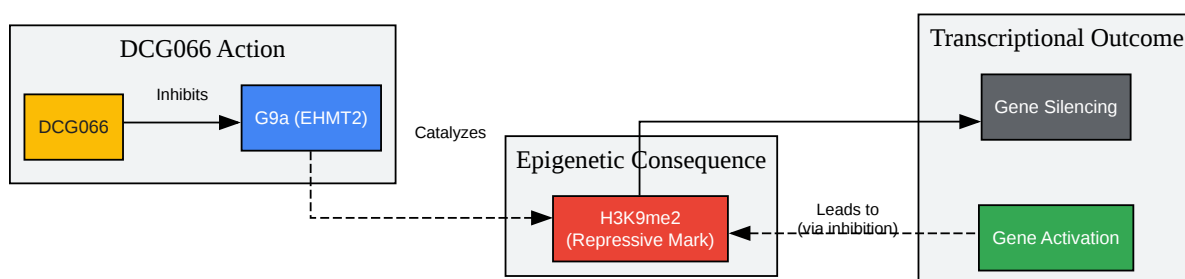 DCG066 Action
DCG066
Inhibits
G9a (EHMT2)
Catalyzes
Epigenetic Consequence
H3K9me2
(Repressive Mark)
Transcriptional Outcome
Gene Silencing
Leads to
(via inbibition)
Gene Activation